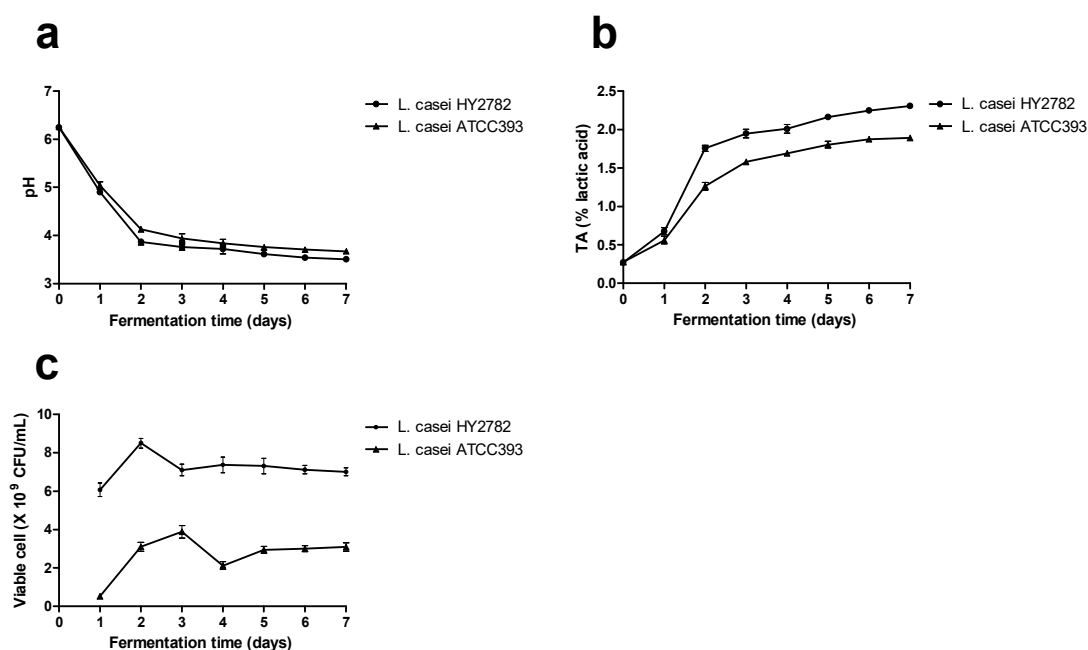 a
7
6
5
4
3
pH
0 1 2 3 4 5 6 7
Fermentation time (days)
L. casei HY2782
L. casei ATCC393
b
2.5
2.0
1.5
1.0
0.5
0.0
TA (% lactic acid)
0 1 2 3 4 5 6 7
Fermentation time (days)
L. casei HY2782
L. casei ATCC393
c
10
8
6
4
2
0
Viable cell (X 10⁹ CFU/mL)
0 1 2 3 4 5 6 7
Fermentation time (days)
L. casei HY2782
L. casei ATCC393